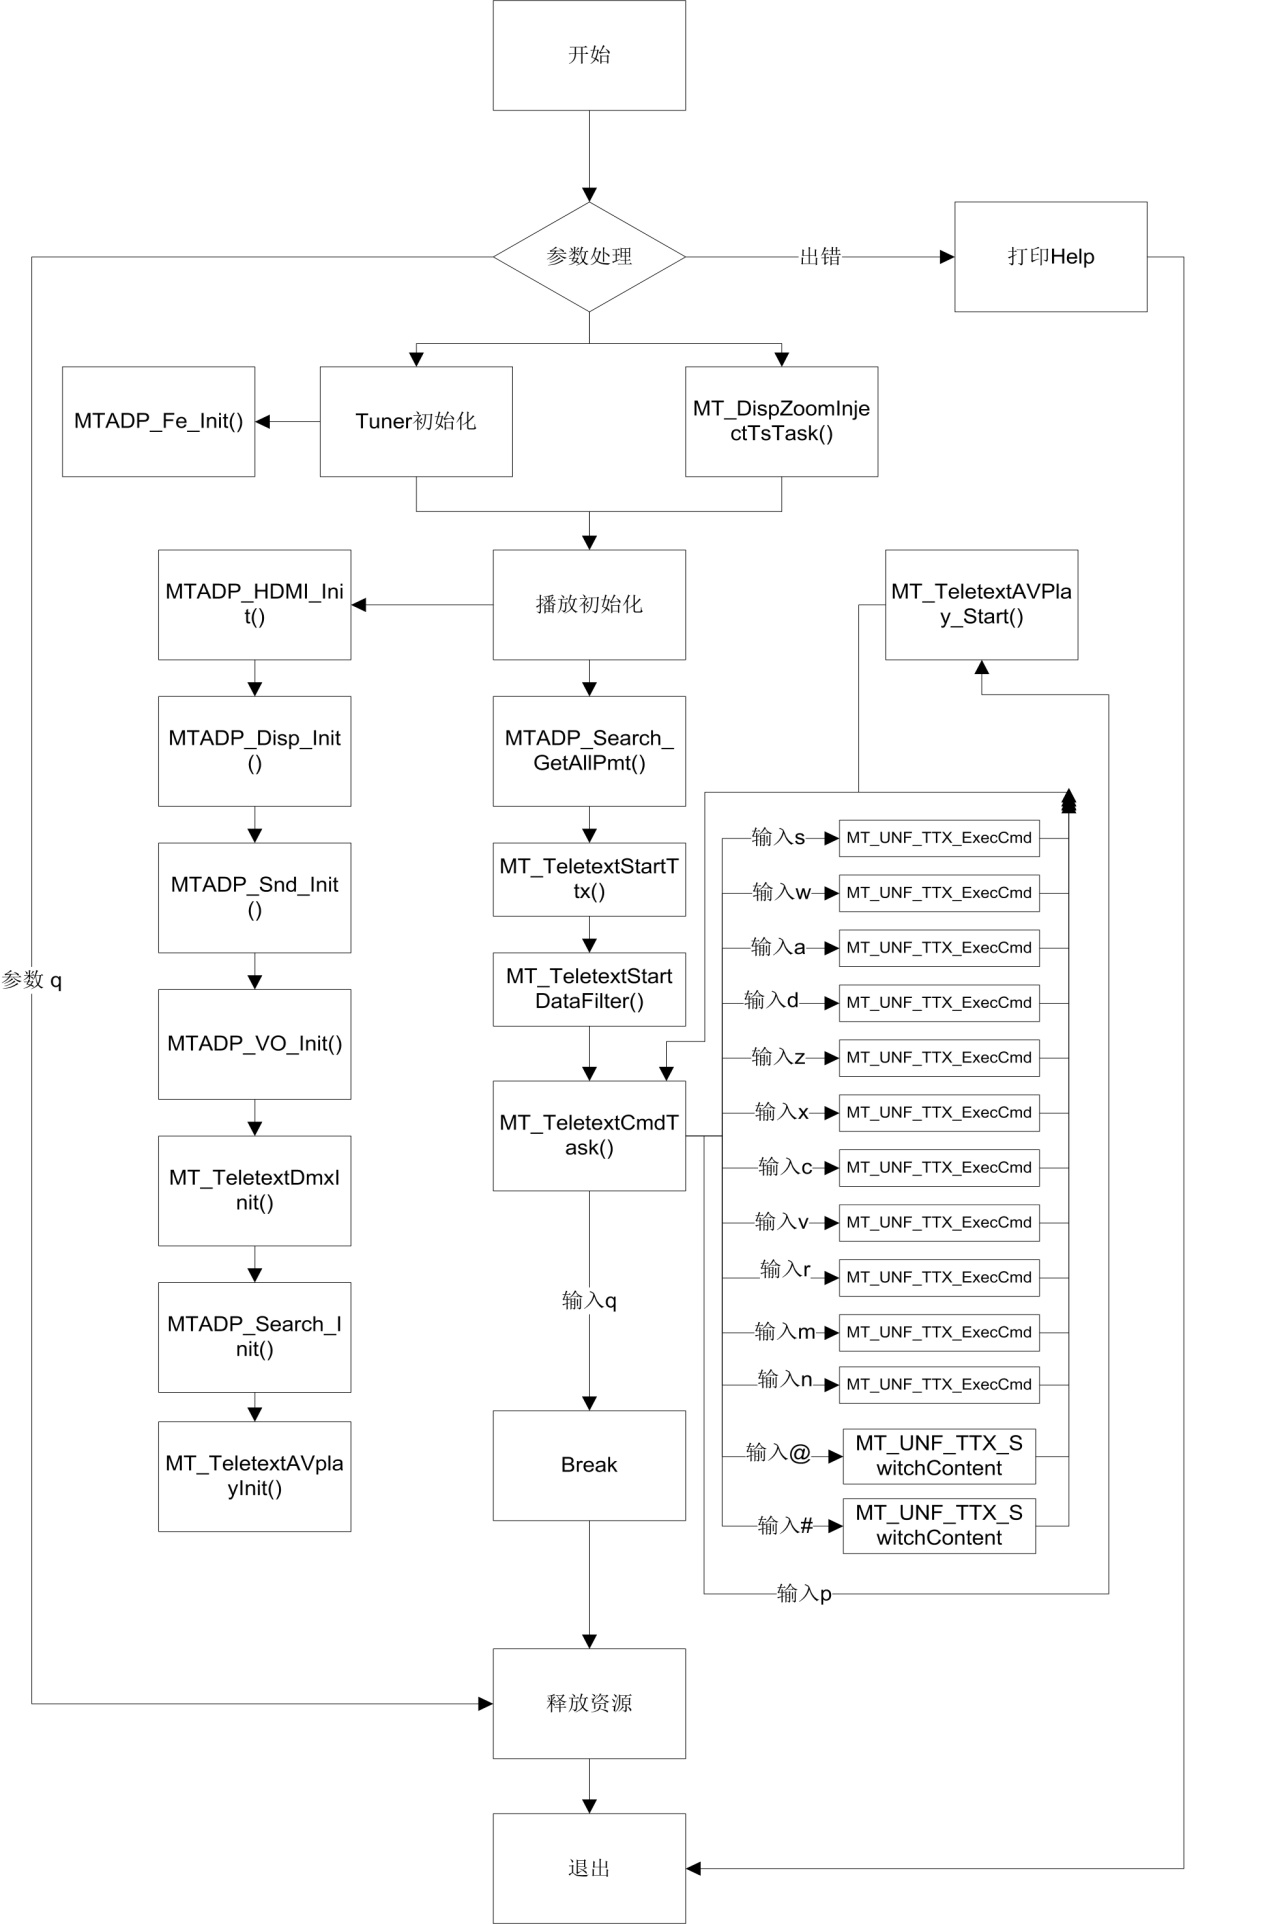 开始
参数处理
出错
打印Help
MTADP_Fe_Init()
Tuner初始化
MT_DispZoomInje
ctTsTask()
MTADP_HDMI_Ini
t()
播放初始化
MT_TeletextAVPla
y_Start()
MTADP_Disp_Init
()
MTADP_Search_
GetAllPmt()
MTADP_Snd_Init
()
MT_TeletextStartT
tx()
参数 q
MT_TeletextStart
DataFilter()
MTADP_VO_Init()
MT_TeletextCmdT
ask()
MT_TeletextDmxI
nit()
输入q
MTADP_Search_I
nit()
MT_TeletextAVpla
yInit()
Break
输入s
MT_UNF_TTX_ExecCmd
输入w
MT_UNF_TTX_ExecCmd
输入a
MT_UNF_TTX_ExecCmd
输入d
MT_UNF_TTX_ExecCmd
输入z
MT_UNF_TTX_ExecCmd
输入x
MT_UNF_TTX_ExecCmd
输入c
MT_UNF_TTX_ExecCmd
输入v
MT_UNF_TTX_ExecCmd
输入r
MT_UNF_TTX_ExecCmd
输入m
MT_UNF_TTX_ExecCmd
输入n
MT_UNF_TTX_ExecCmd
输入@
MT_UNF_TTX_S
witchContent
输入#
MT_UNF_TTX_S
witchContent
输入p
释放资源
退出